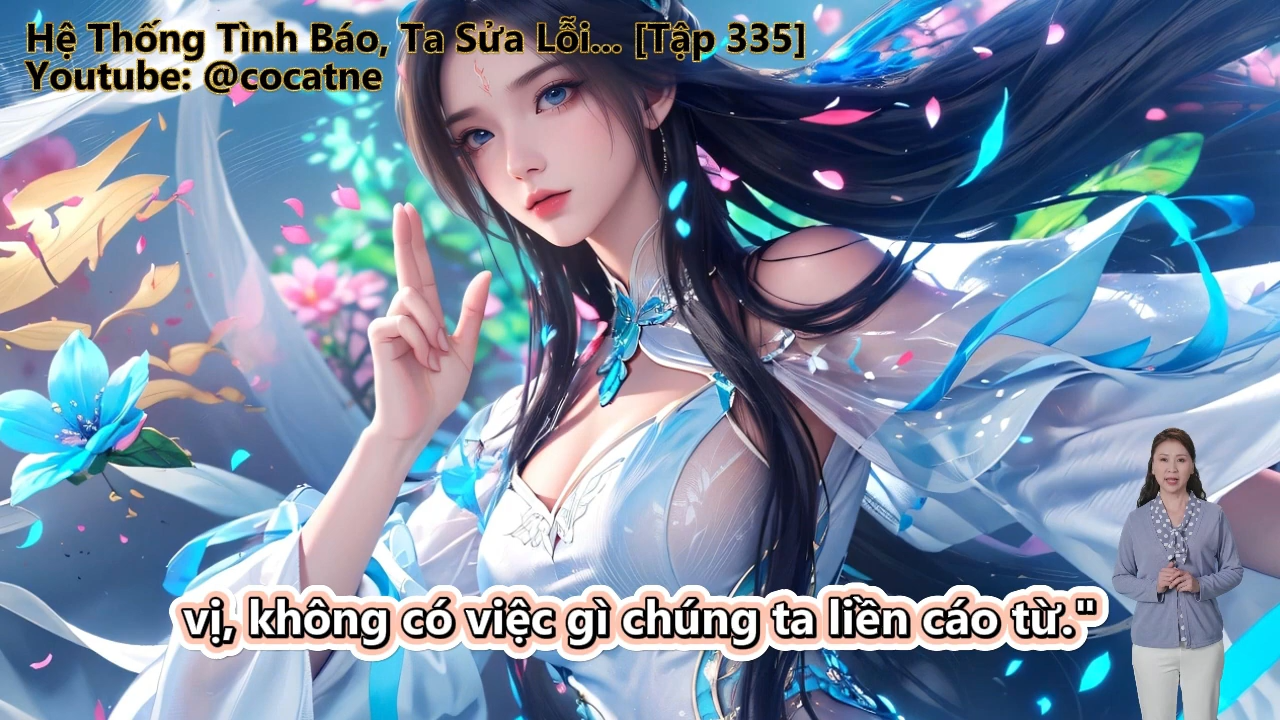 Hệ Thống Tình Báo, Ta Sửa Lỗi... [Tập 335]
Youtube: @cocatne
vị, không có việc gì chúng ta liền cáo từ."